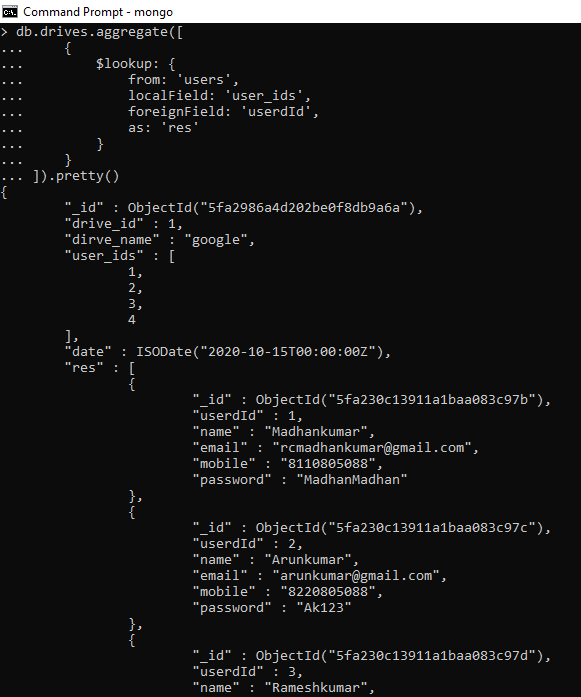 Command Prompt - mongo
> db.drives.aggregate([
...     {
...         $lookup: {
...             from: 'users',
...             localField: 'user_ids',
...             foreignField: 'userdId',
...             as: 'res'
...         }
...     }
... ]).pretty()
{
        "_id" : ObjectId("5fa2986a4d202be0f8db9a6a"),
        "drive_id" : 1,
        "dirve_name" : "google",
        "user_ids" : [
                1,
                2,
                3,
                4
        ],
        "date" : ISODate("2020-10-15T00:00:00Z"),
        "res" : [
                {
                        "_id" : ObjectId("5fa230c13911a1baa083c97b"),
                        "userdId" : 1,
                        "name" : "Madhankumar",
                        "email" : "rcmadhankumar@gmail.com",
                        "mobile" : "8110805088",
                        "password" : "MadhanMadhan"
                },
                {
                        "_id" : ObjectId("5fa230c13911a1baa083c97c"),
                        "userdId" : 2,
                        "name" : "Arunkumar",
                        "email" : "arunkumar@gmail.com",
                        "mobile" : "8220805088",
                        "password" : "Ak123"
                },
                {
                        "_id" : ObjectId("5fa230c13911a1baa083c97d"),
                        "userdId" : 3,
                        "name" : "Rameshkumar",